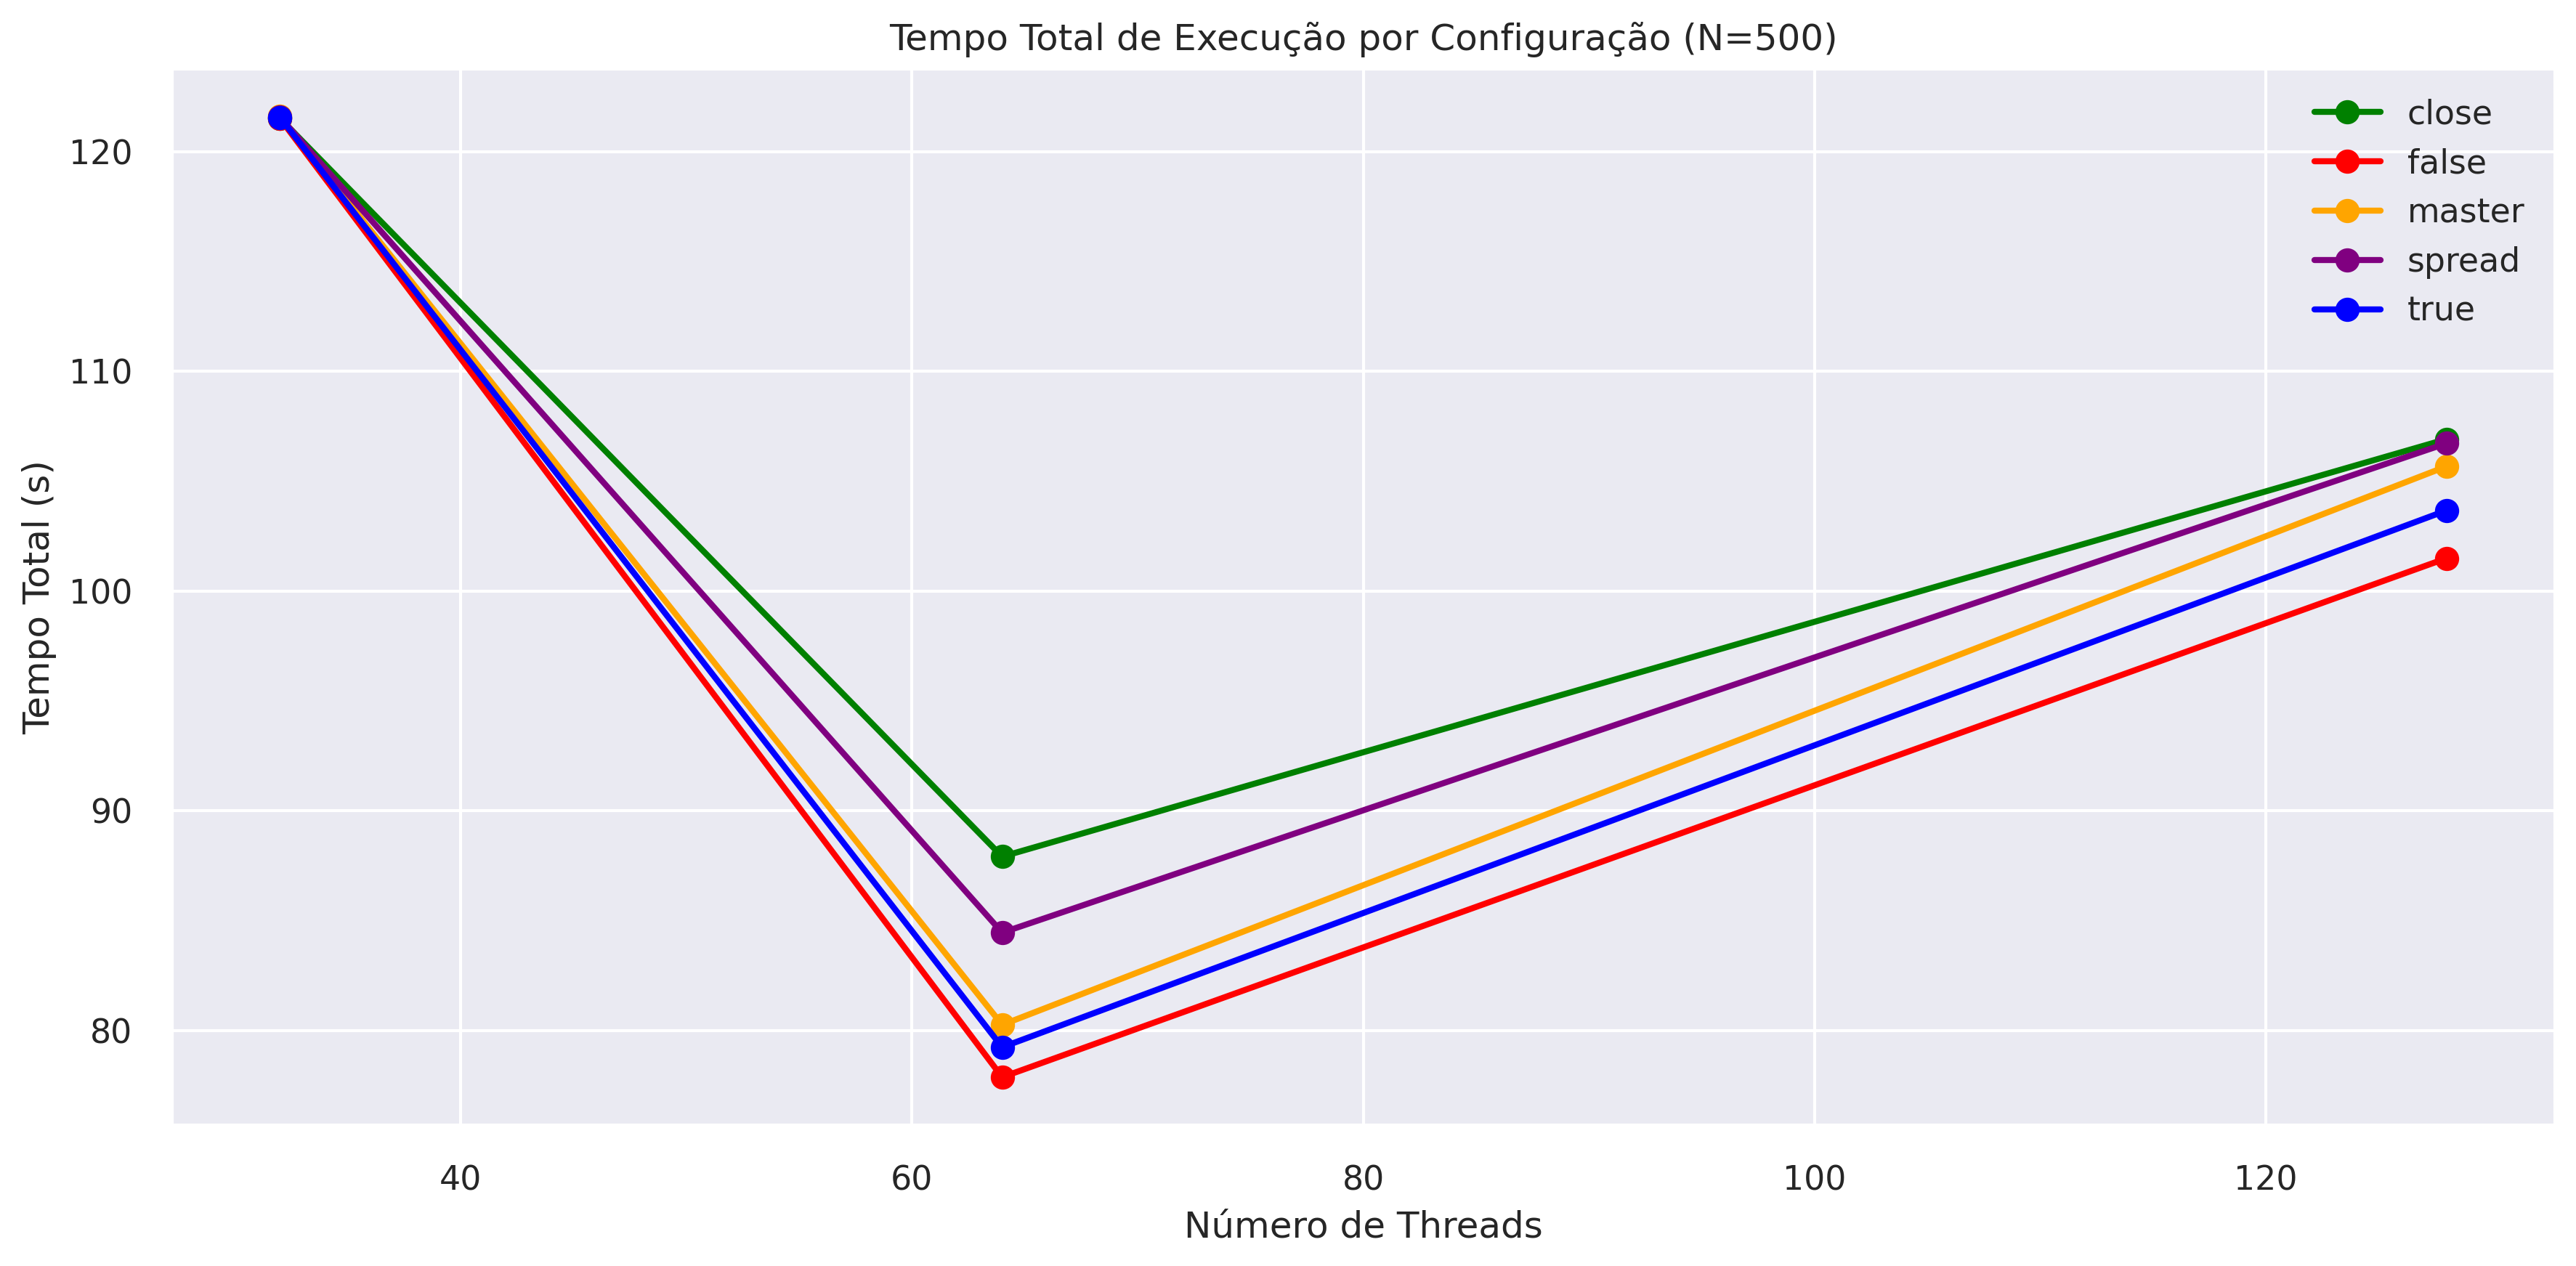 Tempo Total de Execução por Configuração (N=500)
close
false
master
spread
true
Tempo Total (s)
120
110
100
90
80
40 60 80 100 120
Número de Threads